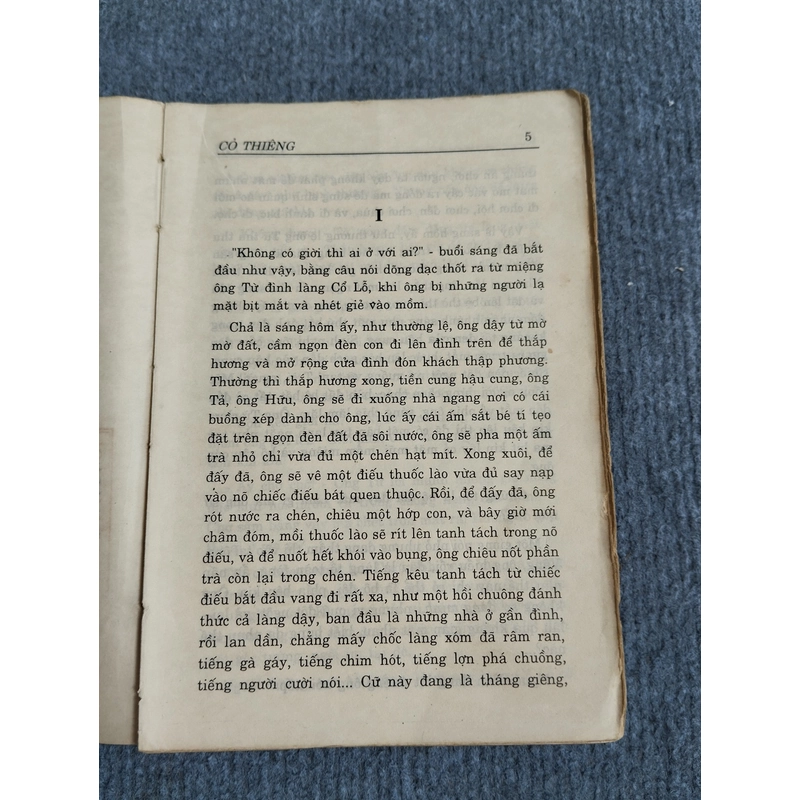 CỎ THIÊNG 5
I
-"Không có giời thì ai ở với ai?" - buổi sáng đã bắt
đầu như vậy, bằng câu nói dõng dạc thốt ra từ miệng
ông Từ đình làng Cổ Lỗ, khi ông bị những người lạ
mặt bịt mắt và nhét giẻ vào mồm.
Chả là sáng hôm ấy, như thường lệ, ông dậy từ mờ
mờ đất, cầm ngọn đèn con đi lên đình trên để thắp
hương và mở rộng cửa đình đón khách thập phương.
Thường thì thắp hương xong, tiền cung hậu cung, ông
Tả, ông Hữu, ông sẽ đi xuống nhà ngang nơi có cái
buồng xép dành cho ông, lúc ấy cái ấm sắt bé tí tẹo
đặt trên ngọn đèn đất đã sôi nước, ông sẽ pha một ấm
trà nhỏ chỉ vừa đủ một chén hạt mít. Xong xuôi, để
đấy đã, ông sẽ vê một điếu thuốc lào vừa đủ say nạp
vào nõ chiếc điếu bát quen thuộc. Rồi, để đấy đã, ông
rót nước ra chén, chiêu một hớp con, và bây giờ mới
châm đóm, mồi thuốc lào sẽ rít lên tanh tách trong nõ
điếu, và để nuốt hết khói vào bụng, ông chiêu nốt phần
trà còn lại trong chén. Tiếng kêu tanh tách từ chiếc
điếu bắt đầu vang đi rất xa, như một hồi chuông đánh
thức cả làng dậy, ban đầu là những nhà ở gần đình,
rồi lan dần, chẳng mấy chốc làng xóm đã râm ran,
tiếng gà gáy, tiếng chim hót, tiếng lợn phá chuồng,
tiếng người cười nói... Cữ này đang là tháng giêng,